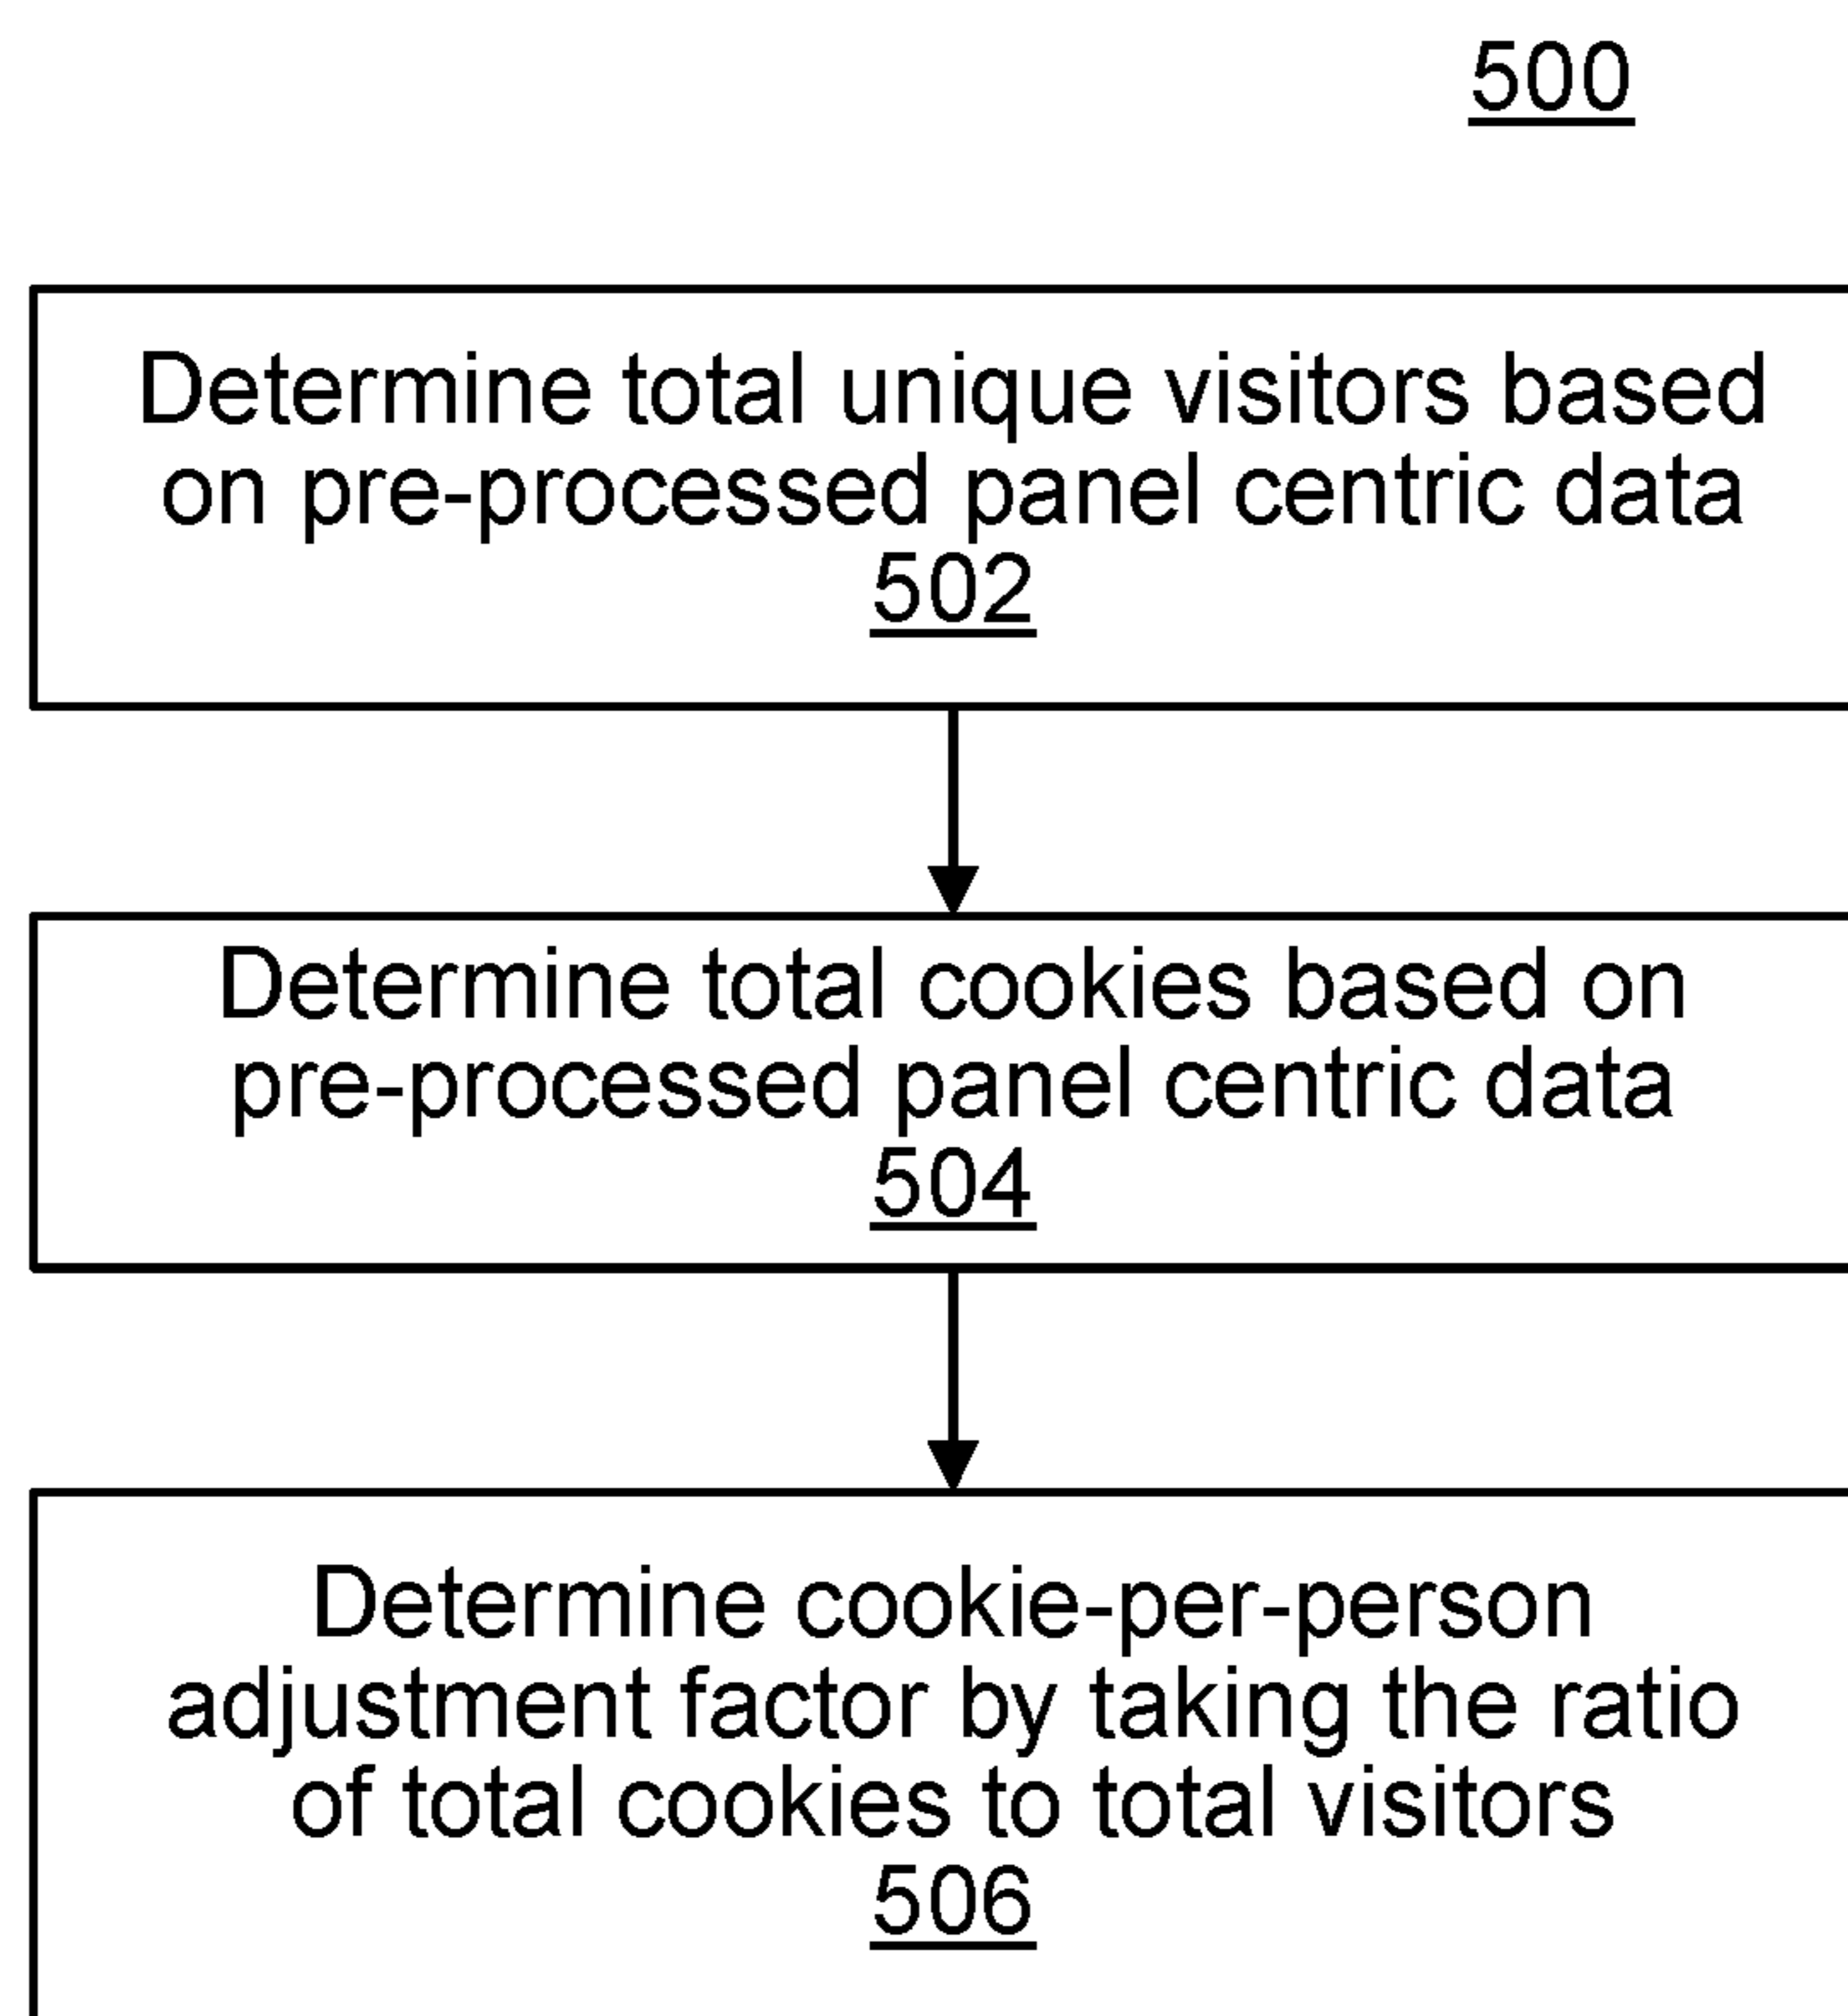 500
Determine total unique visitors based
on pre-processed panel centric data
502
Determine total cookies based on
pre-processed panel centric data
504
Determine cookie-per-person
adjustment factor by taking the ratio
of total cookies to total visitors
506